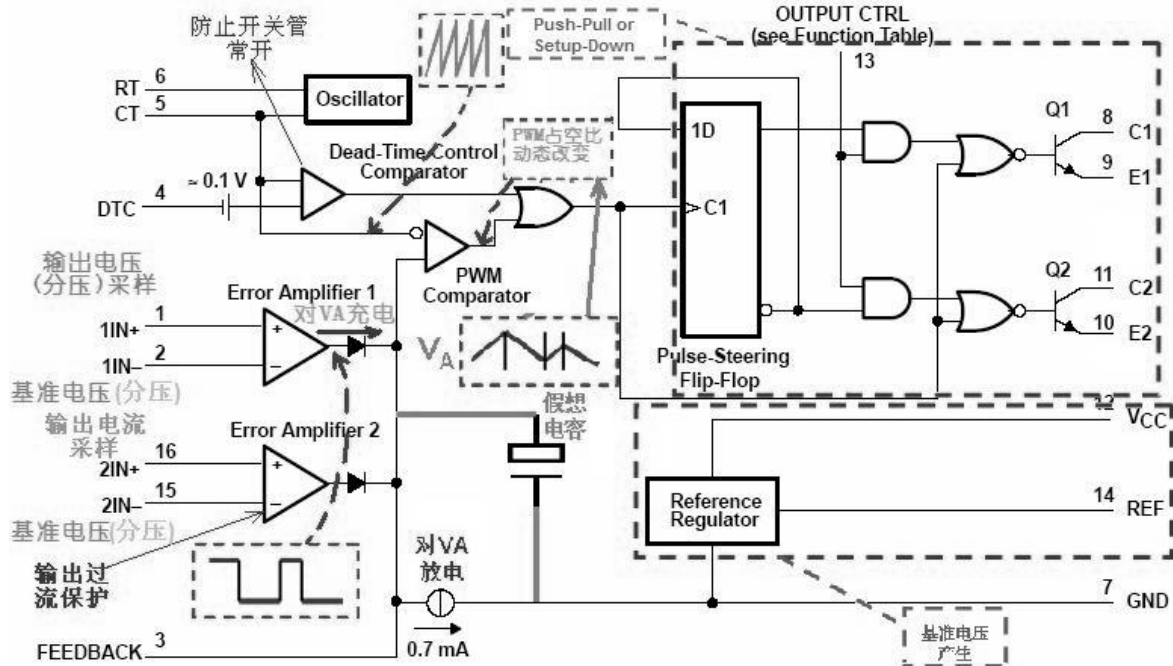 防止开关管
常开
Push-Pull or
Setup-Down
OUTPUT CTRL
(see Function Table)
13
RT
6
CT
5
Oscillator
Dead-Time Control
Comparator
PWM占空比
动态改变
≈ 0.1 V
DTC
4
1D
C1
Q1
8
C1
9
E1
PWM
Comparator
输出电压
(分压)采样
Error Amplifier 1
对VA充电
1IN+
1
1IN–
2
VA
Pulse-Steering
Flip-Flop
Q2
11
C2
10
E2
基准电压(分压)
输出电流
采样
Error Amplifier 2
假想
电容
2IN+
16
2IN–
15
基准电压(分压)
输出过
流保护
12
VCC
Reference
Regulator
14
REF
对VA
放电
0.7 mA
7
GND
FEEDBACK
3
基准电压
产生